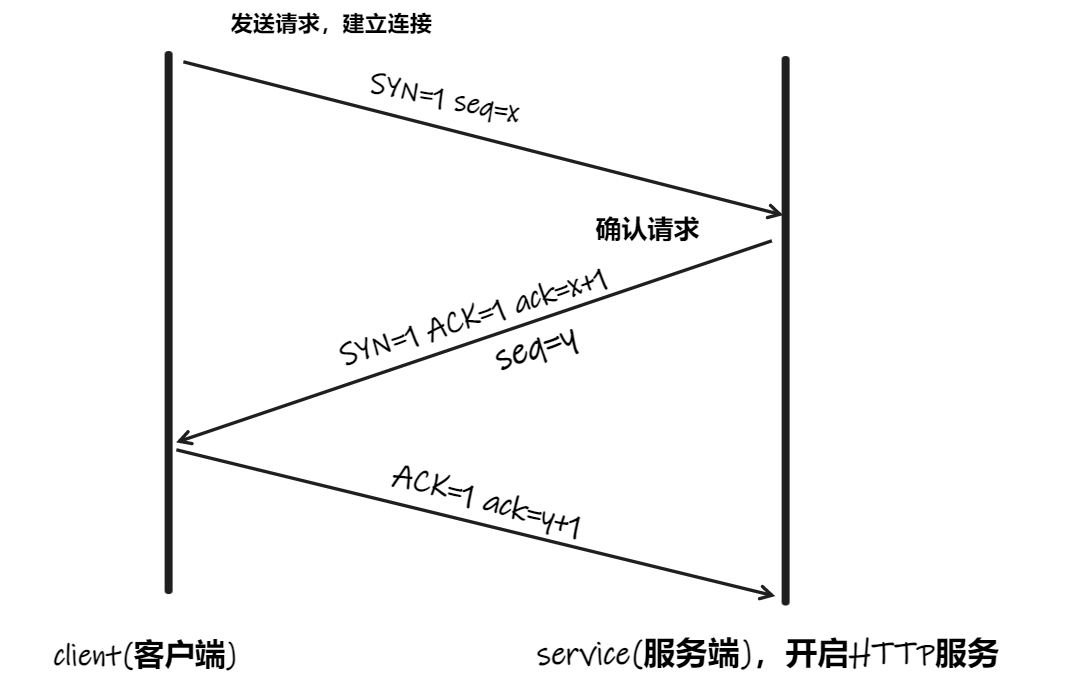 发送请求，建立连接
SYN=1 seq=x
确认请求
SYN=1 ACK=1 ack=x+1
seq=y
ACK=1 ack=y+1
client(客户端)
service(服务端)，开启HTTP服务